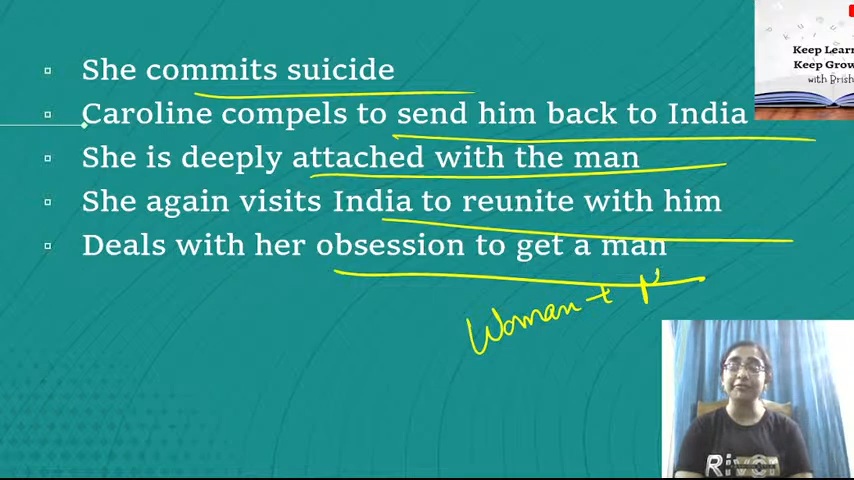 She commits suicide
Caroline compels to send him back to India
She is deeply attached with the man
She again visits India to reunite with him
Deals with her obsession to get a man
Woman +
Keep Learn
Keep Grow
with Brish
River